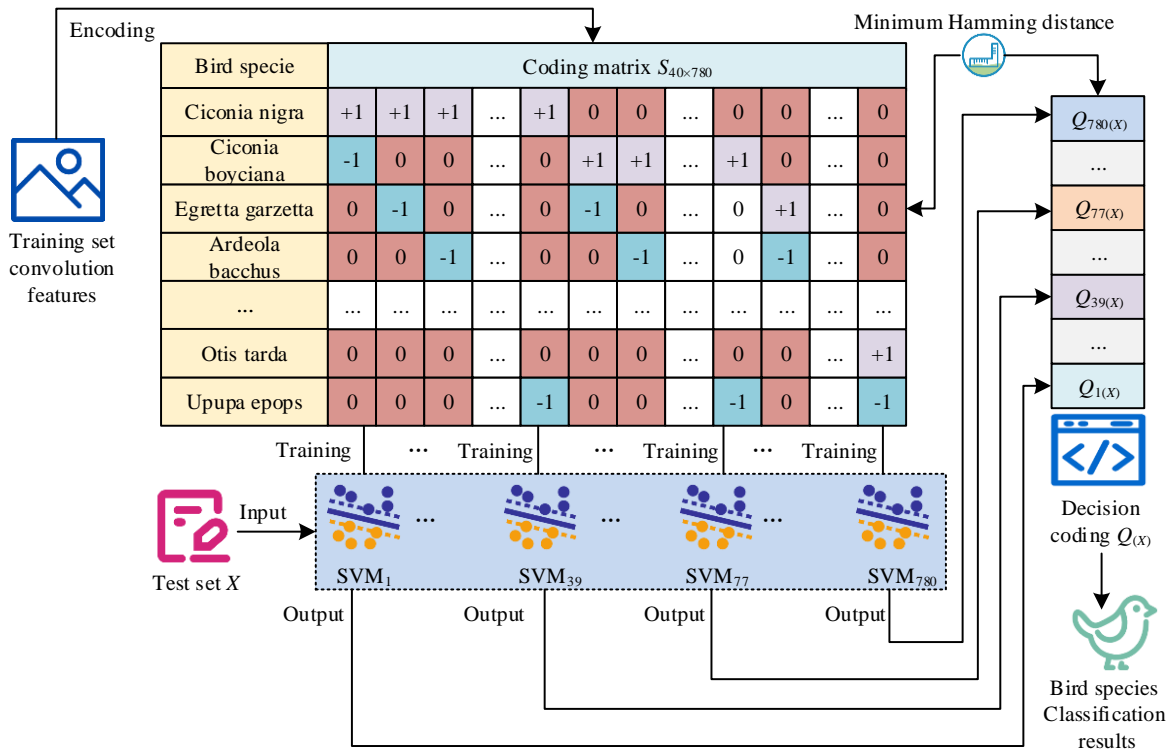 Encoding
Minimum Hamming distance
Bird specie Coding matrix S40×780
Ciconia nigra +1 +1 +1 ... +1 0 0 ... 0 0 ... 0
Ciconia
boyciana -1 0 0 ... 0 +1 +1 ... +1 0 ... 0
Egretta garzetta 0 -1 0 ... 0 -1 0 ... 0 +1 ... 0
Ardeola
bacchus 0 0 -1 ... 0 0 -1 ... 0 -1 ... 0
... ... ... ... ... ... ... ... ... ... ... ... ...
Otis tarda 0 0 0 ... 0 0 0 ... 0 0 ... +1
Upupa epops 0 0 0 ... -1 0 0 ... -1 0 ... -1
Training set
convolution
features
Q780(X)
...
Q77(X)
...
Q39(X)
...
Q1(X)
Training ... Training ... Training ... Training
Test set X
Input
... ... ...
SVM1 SVM39 SVM77 SVM780
Output Output Output Output
</>
Decision
coding Q(X)
Bird species
Classification
results